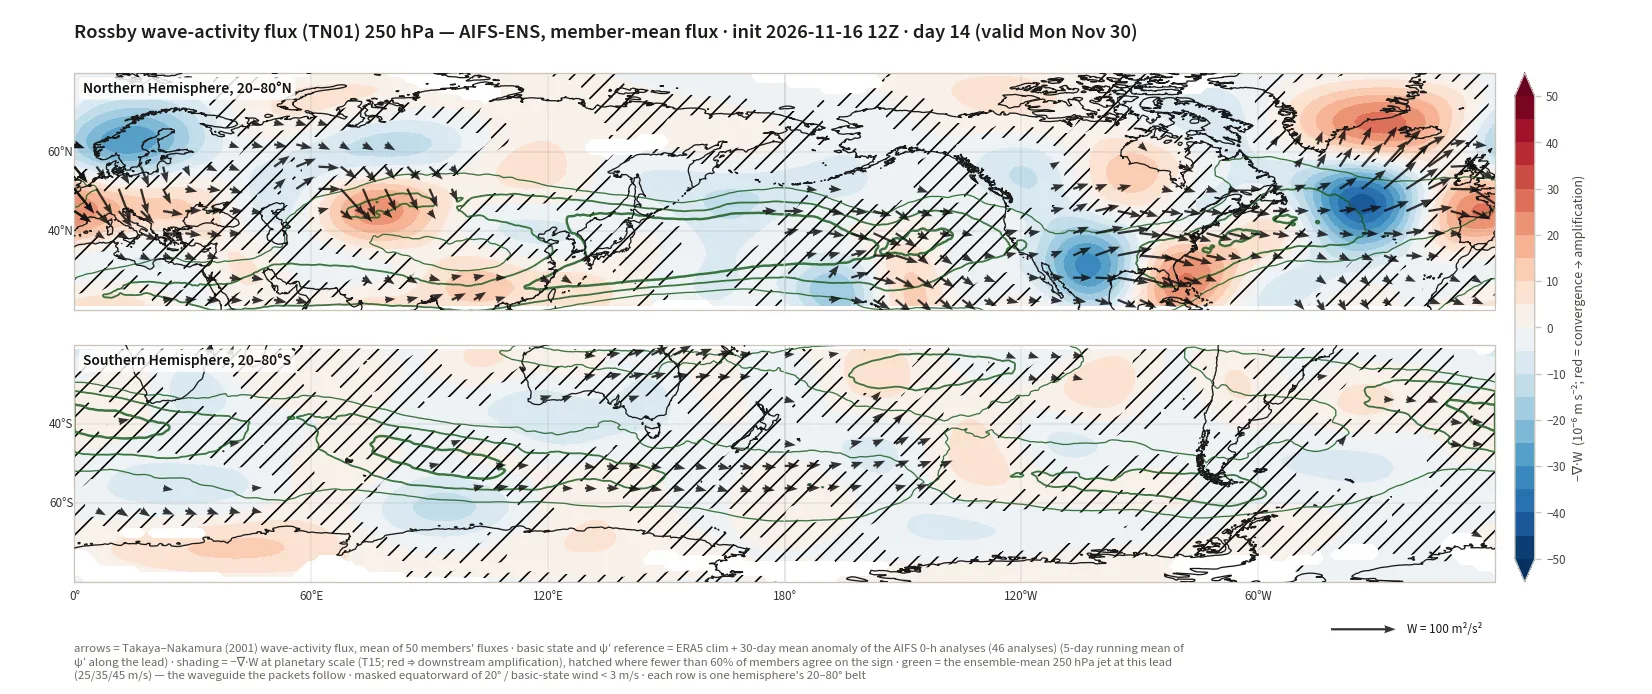 Rossby wave-activity flux (TN01) 250 hPa — AIFS-ENS, member-mean flux · init 2026-11-16 12Z · day 14 (valid Mon Nov 30)
Northern Hemisphere, 20–80°N
60°N
40°N
Southern Hemisphere, 20–80°S
40°S
60°S
0°
60°E
120°E
180°
120°W
60°W
50
40
30
20
10
0
−10
−20
−30
−40
−50
−∇·W (10⁻⁶ m s⁻²; red = convergence → amplification)
W = 100 m²/s²
arrows = Takaya–Nakamura (2001) wave-activity flux, mean of 50 members' fluxes · basic state and ψ′ reference = ERA5 clim + 30-day mean anomaly of the AIFS 0-h analyses (46 analyses) (5-day running mean of
ψ′ along the lead) · shading = −∇·W at planetary scale (T15; red ⇒ downstream amplification), hatched where fewer than 60% of members agree on the sign · green = the ensemble-mean 250 hPa jet at this lead
(25/35/45 m/s) — the waveguide the packets follow · masked equatorward of 20° / basic-state wind < 3 m/s · each row is one hemisphere's 20–80° belt